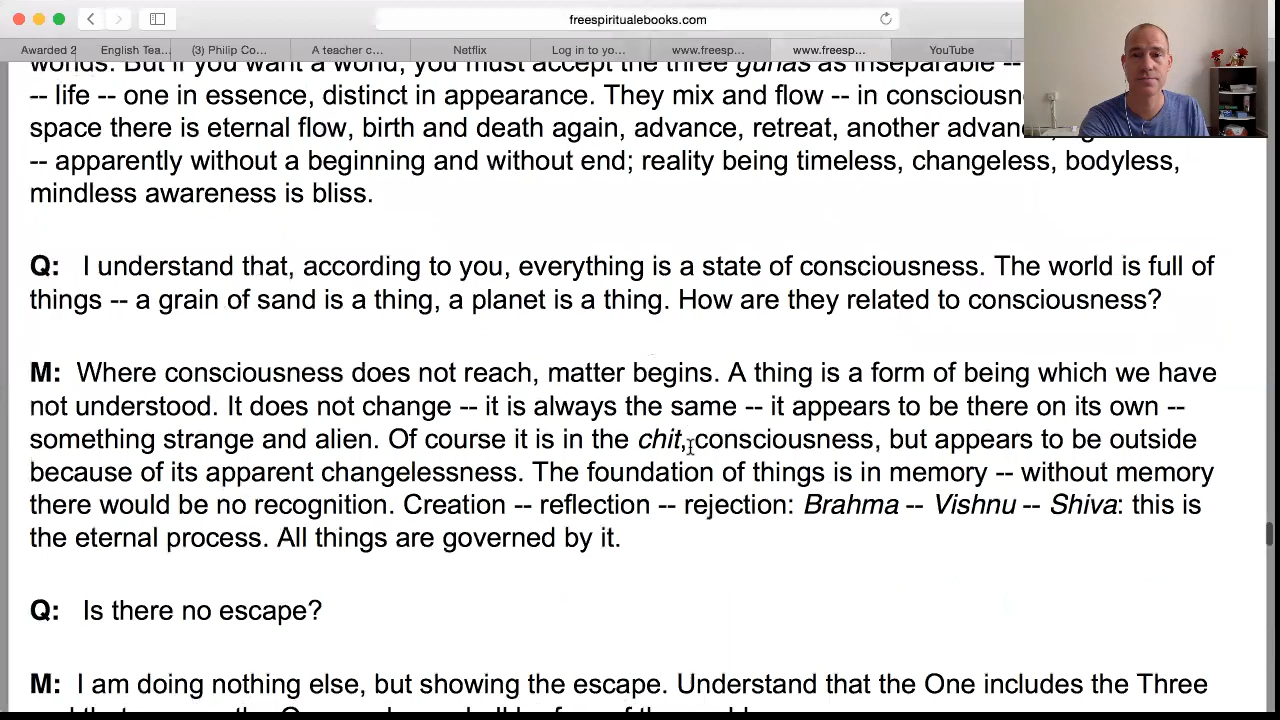 freespiritualebooks.com
Awarded 2
English Tea...
(3) Philip Co...
A teacher c...
Netflix
Log in to yo...
www.freesp...
www.freesp...
YouTube
worlds. But if you want a world, you must accept the three gunas as inseparable --
-- life -- one in essence, distinct in appearance. They mix and flow -- in consciousn
space there is eternal flow, birth and death again, advance, retreat, another advan
-- apparently without a beginning and without end; reality being timeless, changeless, bodyless,
mindless awareness is bliss.
Q: I understand that, according to you, everything is a state of consciousness. The world is full of
things -- a grain of sand is a thing, a planet is a thing. How are they related to consciousness?
M: Where consciousness does not reach, matter begins. A thing is a form of being which we have
not understood. It does not change -- it is always the same -- it appears to be there on its own --
something strange and alien. Of course it is in the chit, consciousness, but appears to be outside
because of its apparent changelessness. The foundation of things is in memory -- without memory
there would be no recognition. Creation -- reflection -- rejection: Brahma -- Vishnu -- Shiva: this is
the eternal process. All things are governed by it.
Q: Is there no escape?
M: I am doing nothing else, but showing the escape. Understand that the One includes the Three